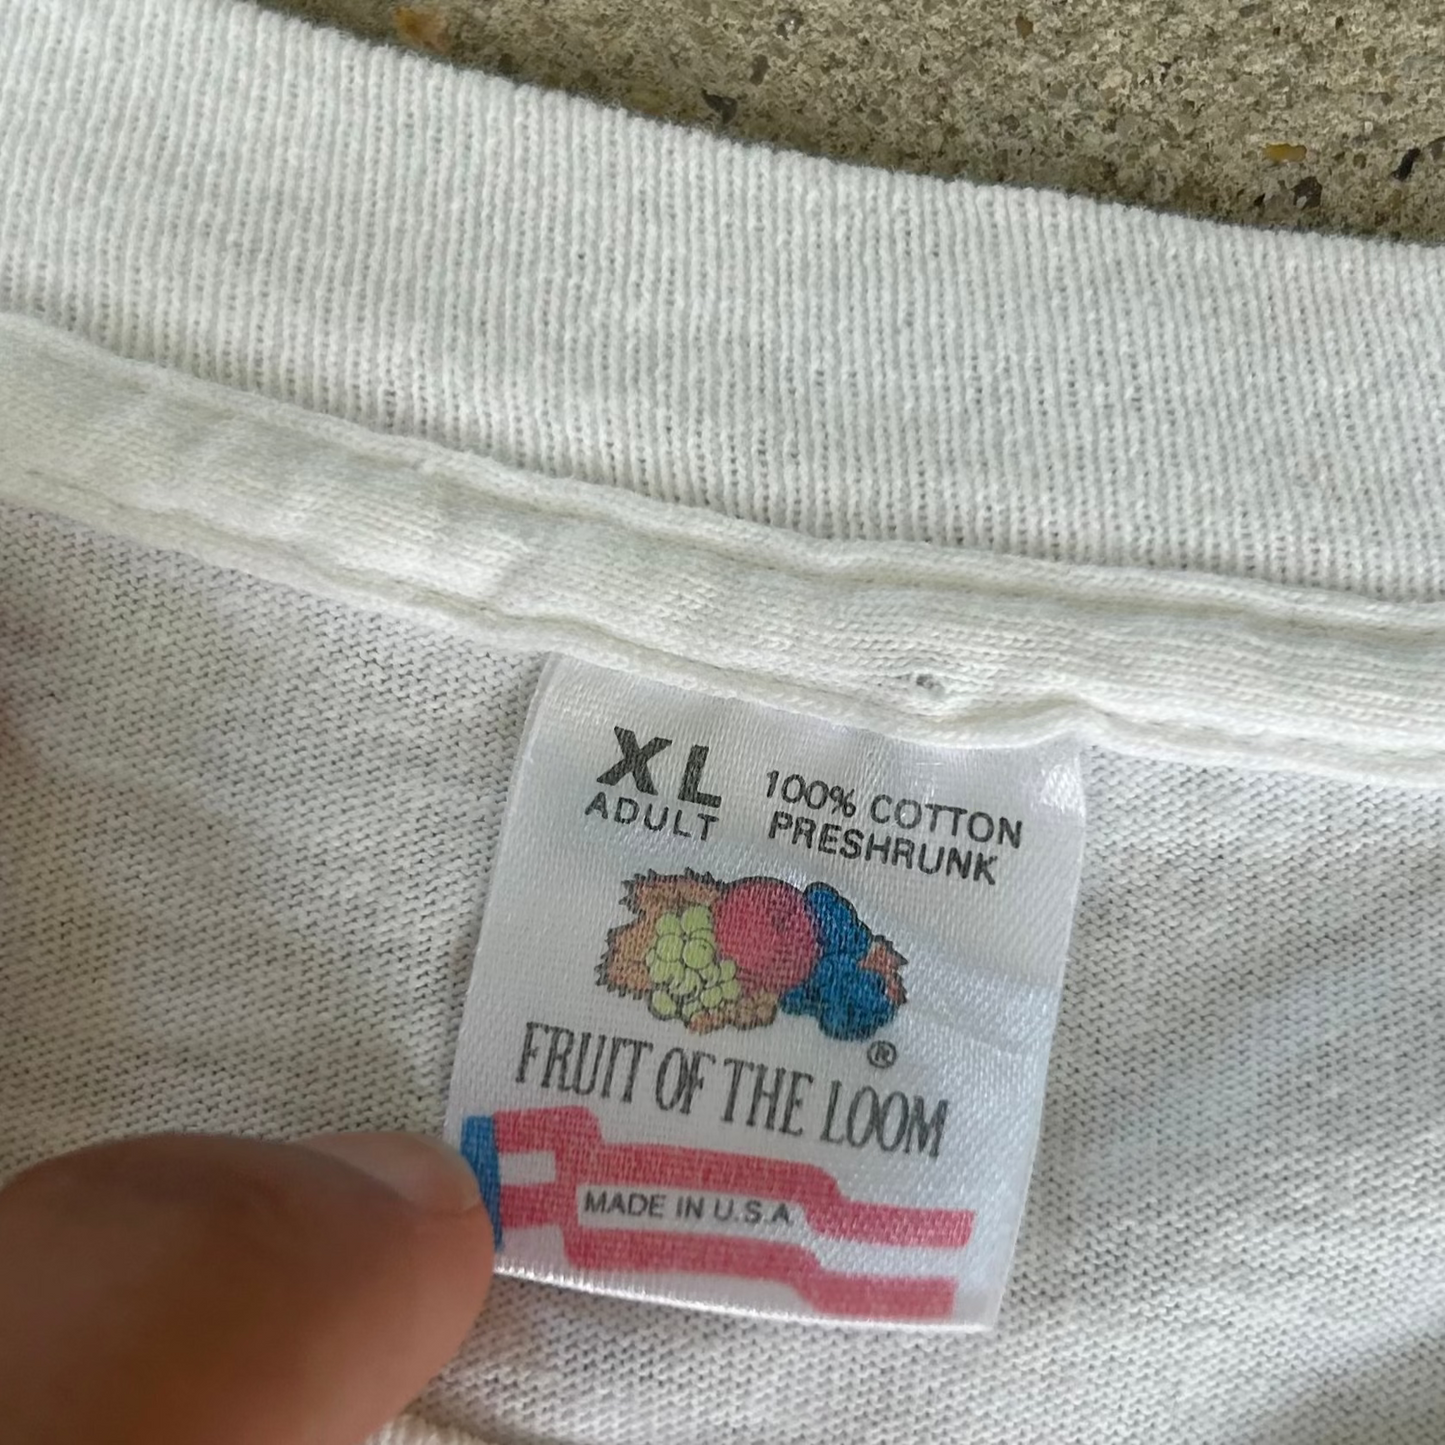 XL
ADULT
100% COTTON
PRESHRUNK
®
FRUIT OF THE LOOM
MADE IN U.S.A.